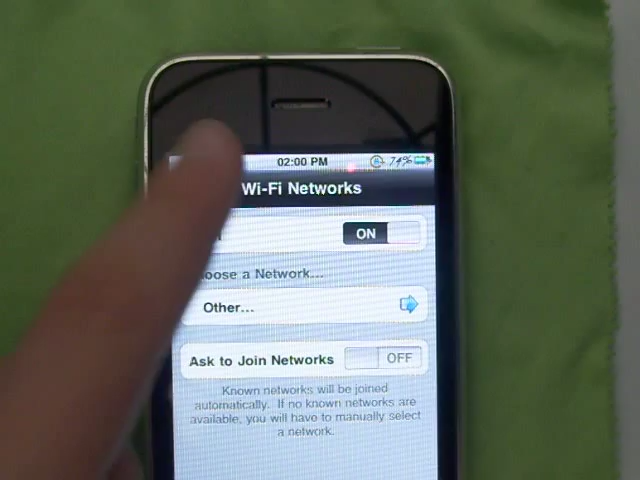 02:00 PM 74%
Wi-Fi Networks
ON
oose a Network...
Other...
Ask to Join Networks OFF
Known networks will be joined
automatically. If no known networks are
available, you will have to manually select
a network.